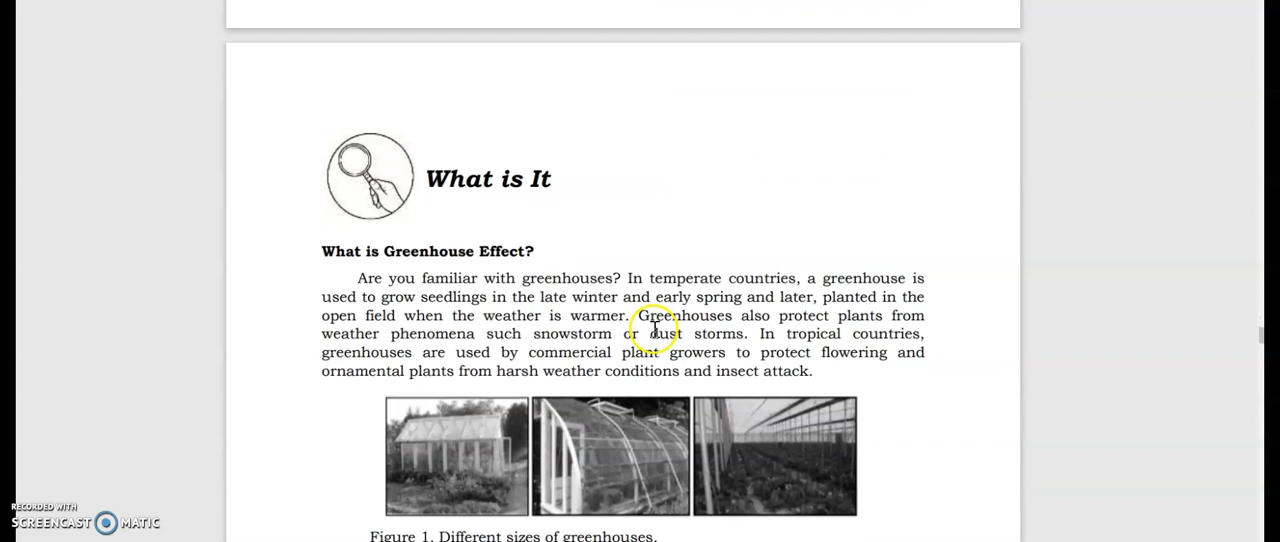 What is It
What is Greenhouse Effect?
Are you familiar with greenhouses? In temperate countries, a greenhouse is
used to grow seedlings in the late winter and early spring and later, planted in the
open field when the weather is warmer. Greenhouses also protect plants from
weather phenomena such snowstorm or dust storms. In tropical countries,
greenhouses are used by commercial plant growers to protect flowering and
ornamental plants from harsh weather conditions and insect attack.
Figure 1. Different sizes of greenhouses.
RECORDED WITH
SCREENCAST MATIC